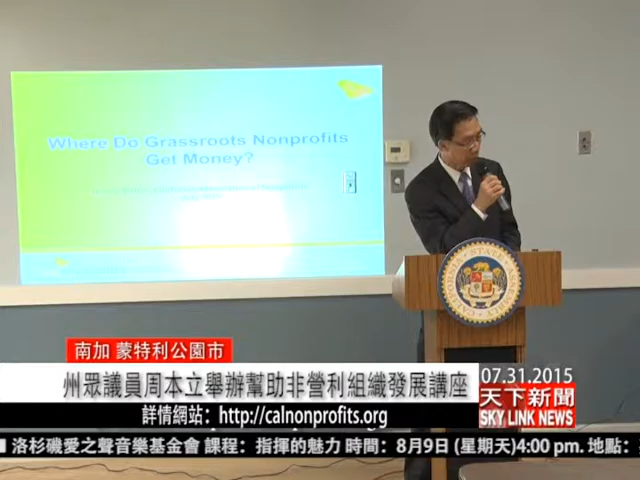 Where Do Grassroots Nonprofits
Get Money?
南加 蒙特利公園市
州眾議員周本立舉辦幫助非營利組織發展講座
詳情網站: http://calnonprofits.org
07.31.2015
天下新聞
SKY LINK NEWS
洛杉磯愛之聲音樂基金會 課程: 指揮的魅力 時間: 8月9日 (星期天)4:00 pm. 地點: